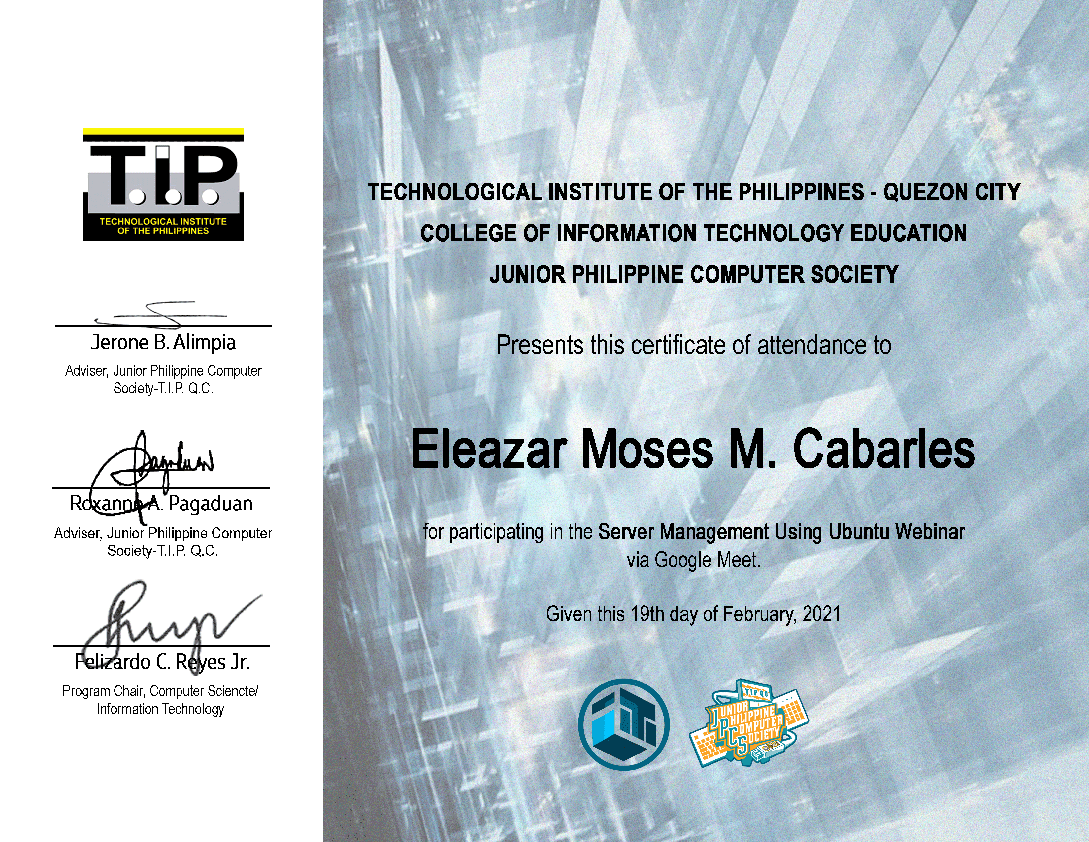 T.I.P
TECHNOLOGICAL INSTITUTE
OF THE PHILIPPINES
Jerone B. Alimpia
Adviser, Junior Philippine Computer
Society-T.I.P. Q.C.
Pagaduan
Roxanne A. Pagaduan
Adviser, Junior Philippine Computer
Society-T.I.P. Q.C.
Felizardo C. Reyes Jr.
Program Chair, Computer Sciencte/
Information Technology
TECHNOLOGICAL INSTITUTE OF THE PHILIPPINES - QUEZON CITY
COLLEGE OF INFORMATION TECHNOLOGY EDUCATION
JUNIOR PHILIPPINE COMPUTER SOCIETY
Presents this certificate of attendance to
Eleazar Moses M. Cabarles
for participating in the Server Management Using Ubuntu Webinar
via Google Meet.
Given this 19th day of February, 2021
TIP QC
JUNIOR
PHILIPPINE
COMPUTER
SOCIETY